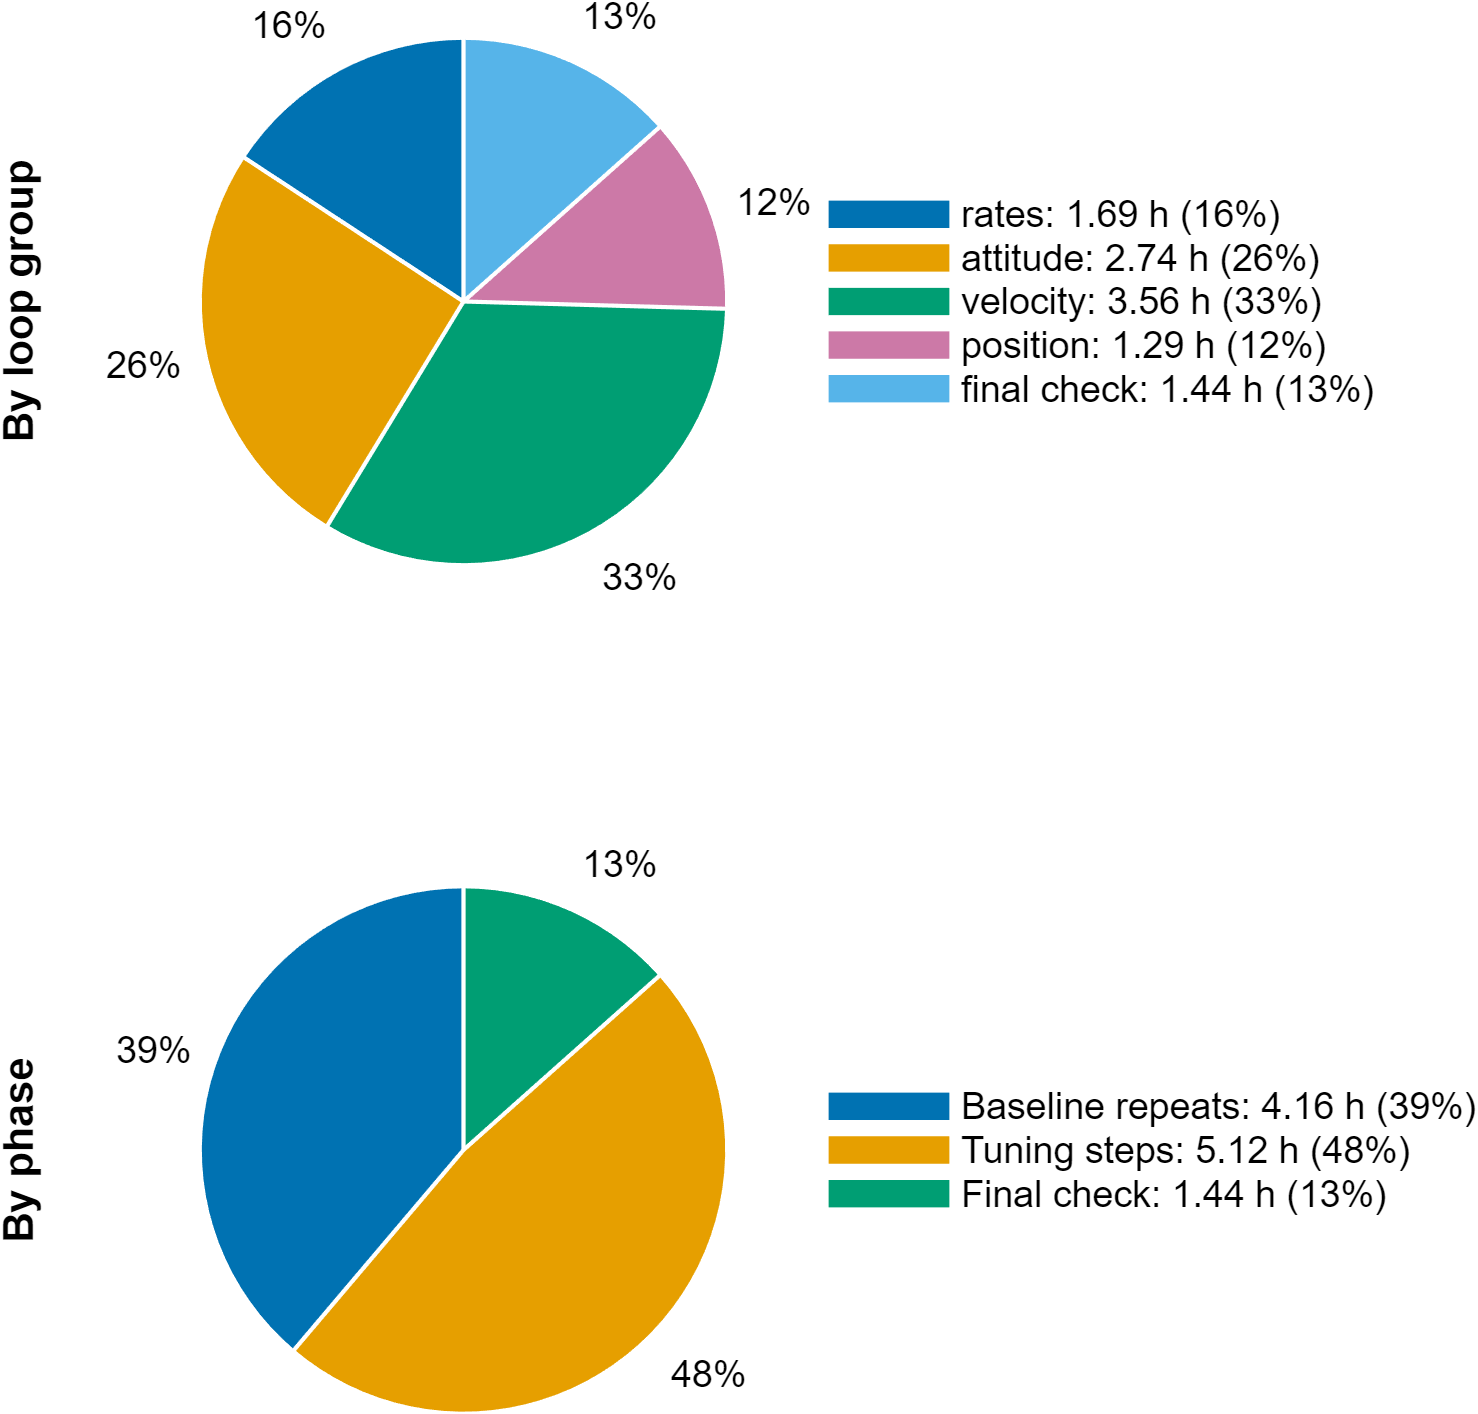 16%
13%
12%
26%
33%
By loop group
rates: 1.69 h (16%)
attitude: 2.74 h (26%)
velocity: 3.56 h (33%)
position: 1.29 h (12%)
final check: 1.44 h (13%)
13%
39%
48%
By phase
Baseline repeats: 4.16 h (39%)
Tuning steps: 5.12 h (48%)
Final check: 1.44 h (13%)